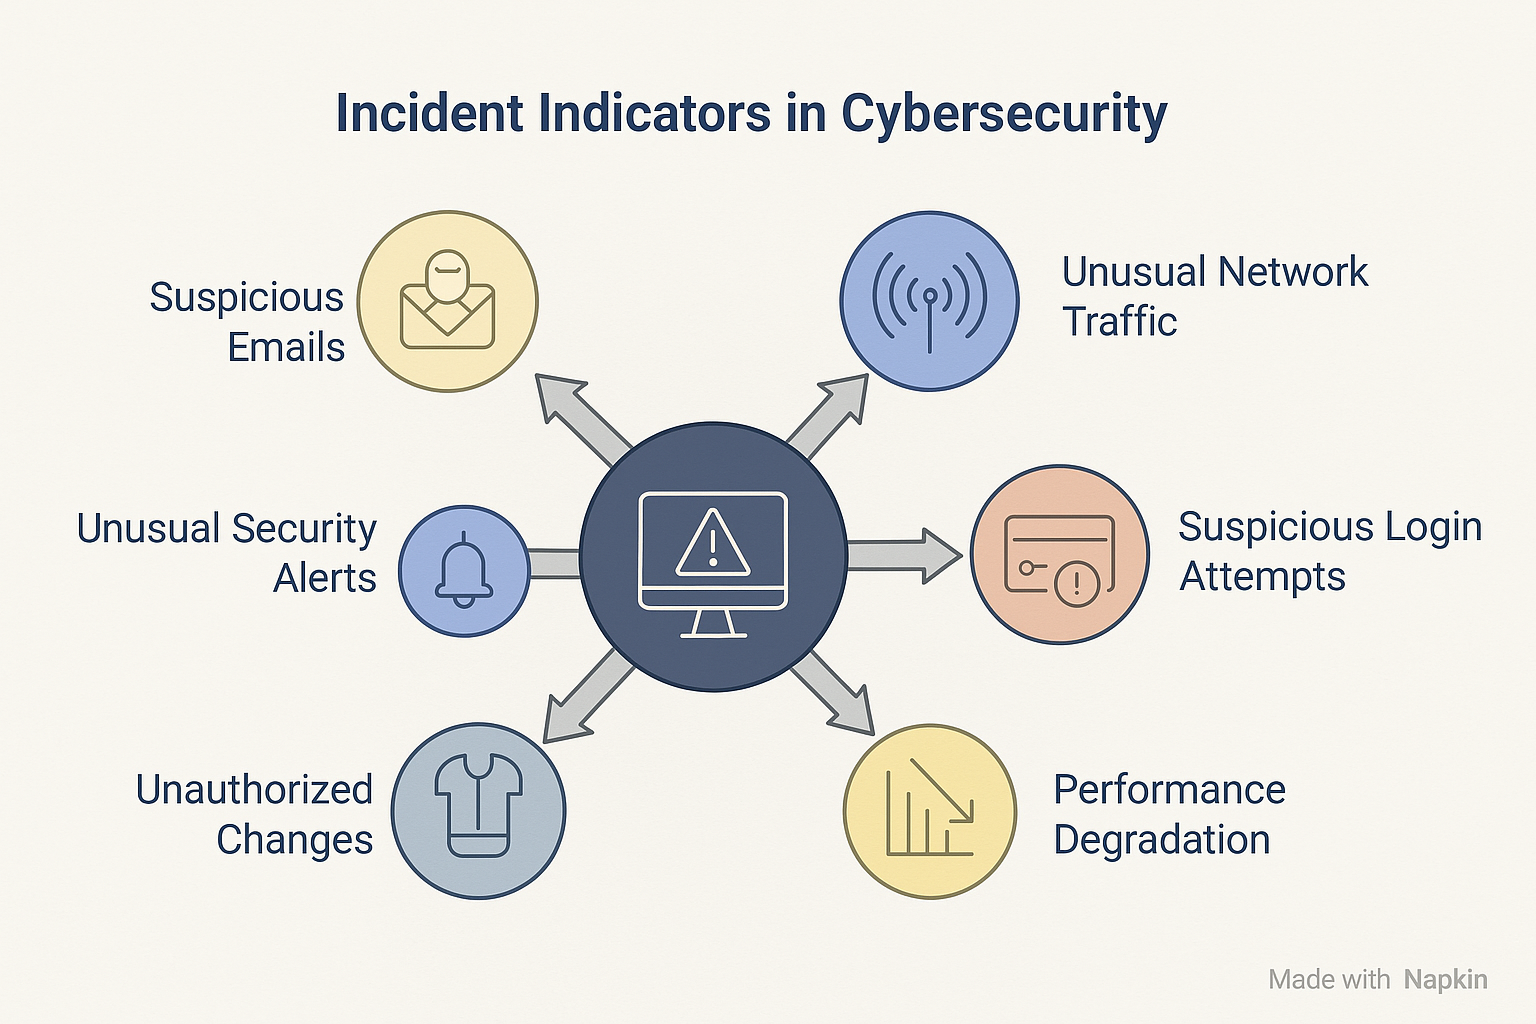 Incident Indicators in Cybersecurity
Suspicious
Emails
Unusual Network
Traffic
Unusual Security
Alerts
Suspicious Login
Attempts
Unauthorized
Changes
Performance
Degradation
Made with Napkin